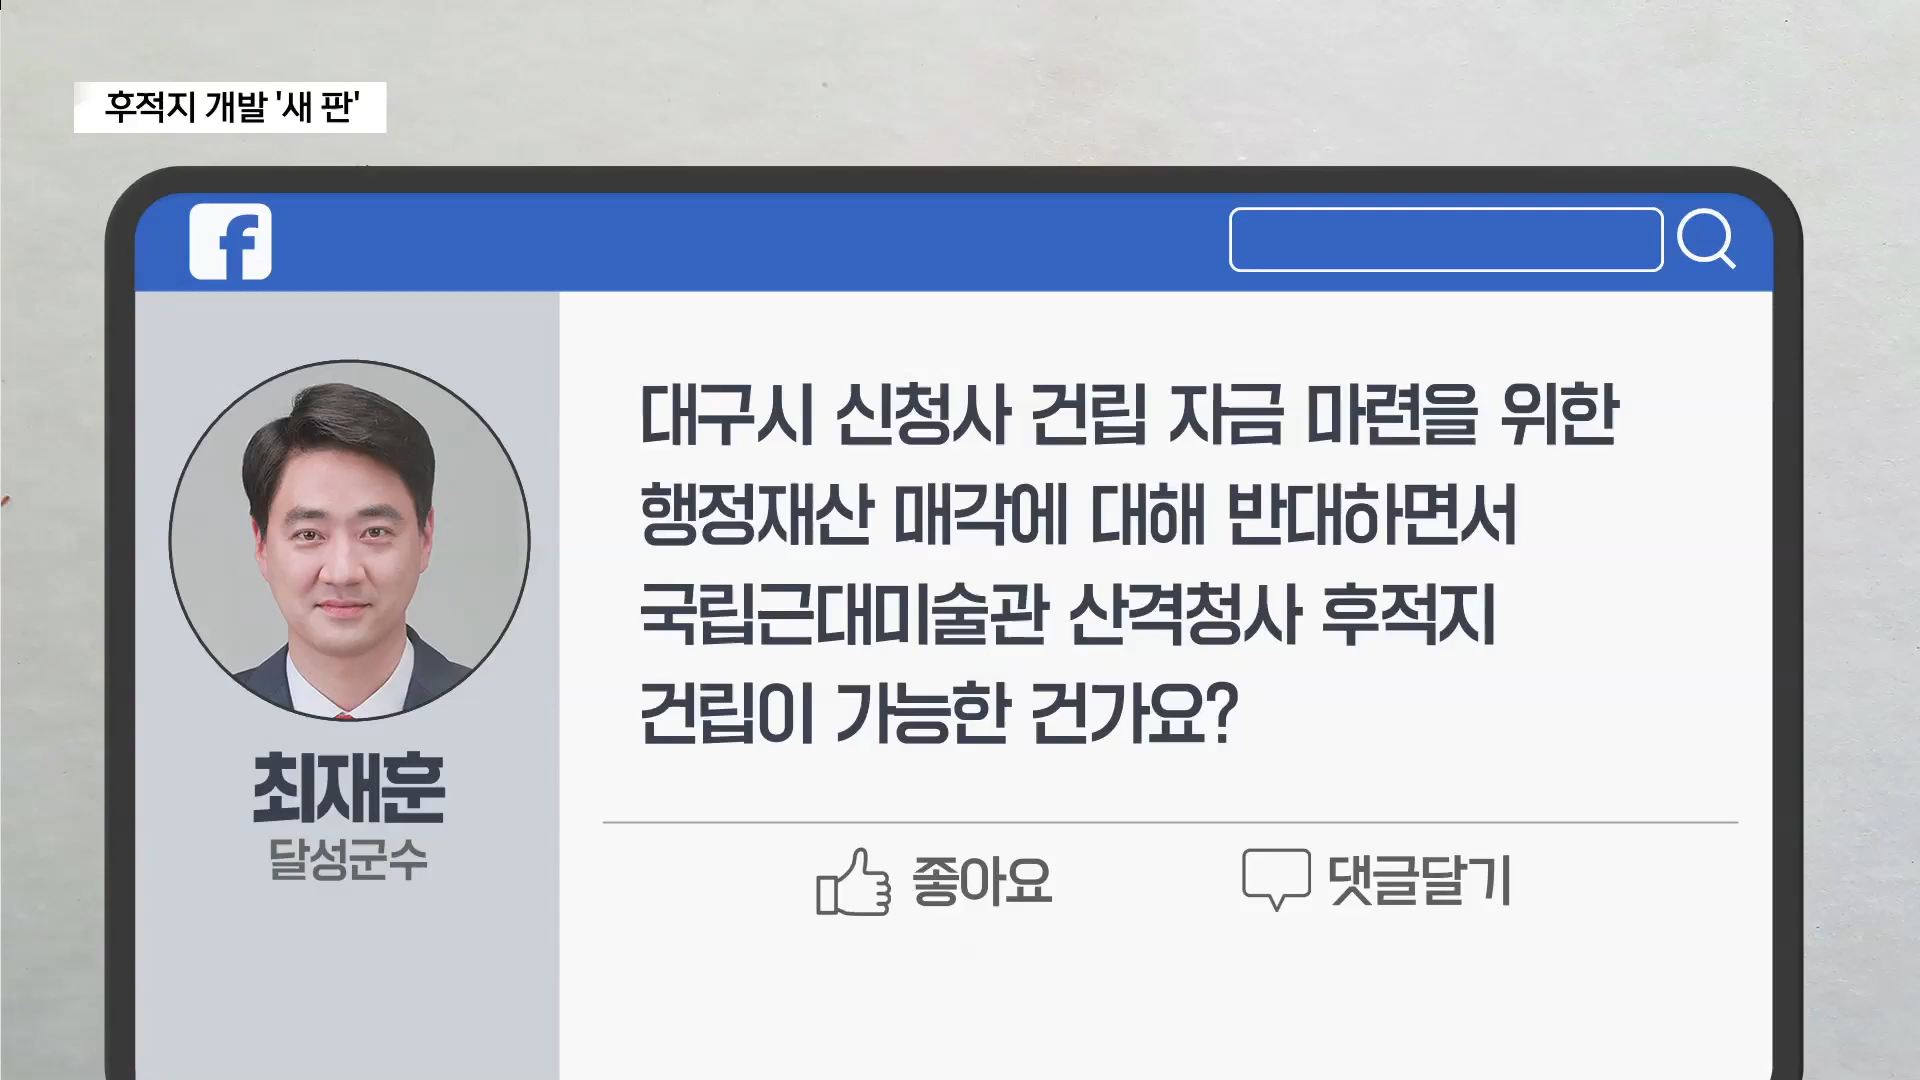 후적지 개발 '새 판'
f
대구시 신청사 건립 자금 마련을 위한
행정재산 매각에 대해 반대하면서
국립근대미술관 산격청사 후적지
건립이 가능한 건가요?
최재훈
달성군수
좋아요
댓글달기